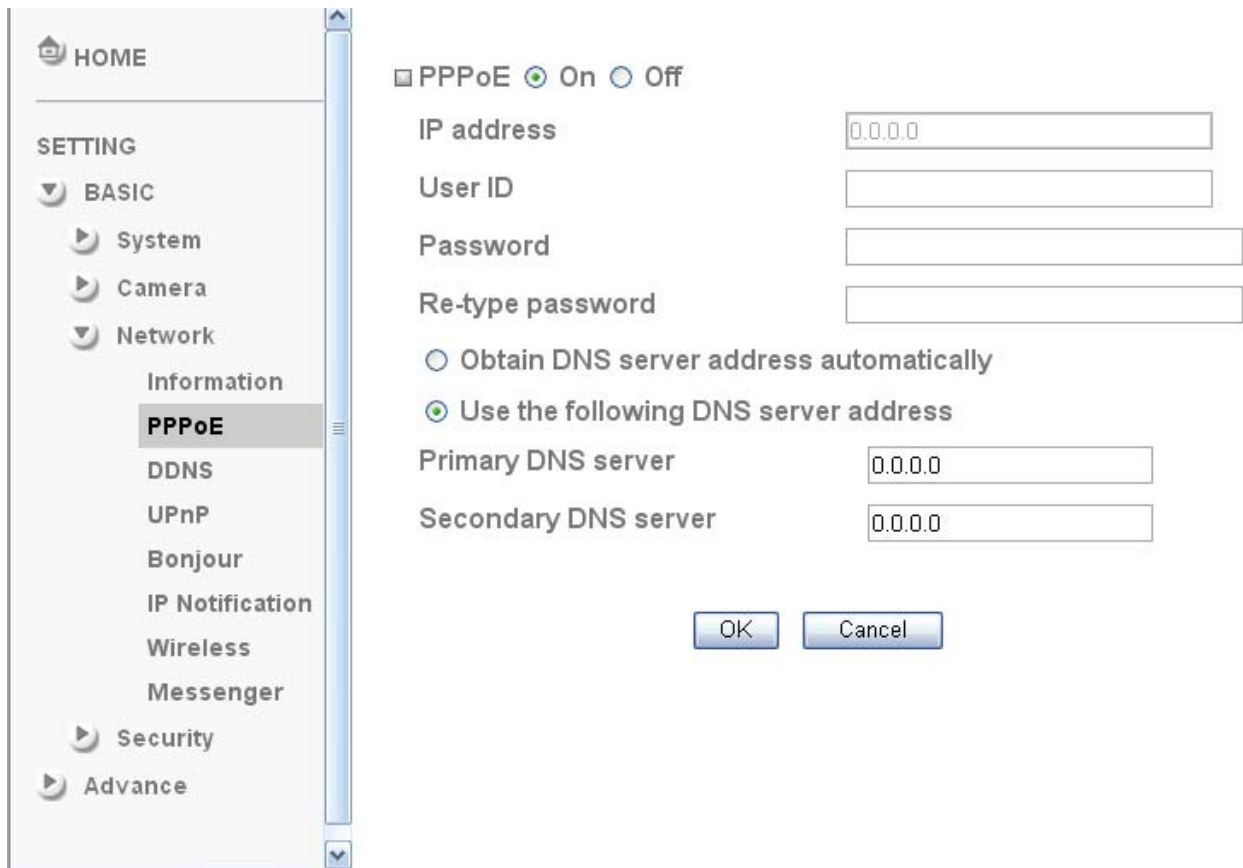 HOME
SETTING
BASIC
System
Camera
Network
Information
PPPoE
DDNS
UPnP
Bonjour
IP Notification
Wireless
Messenger
Security
Advance
PPPoE On Off
IP address 0.0.0.0
User ID
Password
Re-type password
Obtain DNS server address automatically
Use the following DNS server address
Primary DNS server 0.0.0.0
Secondary DNS server 0.0.0.0
OK Cancel